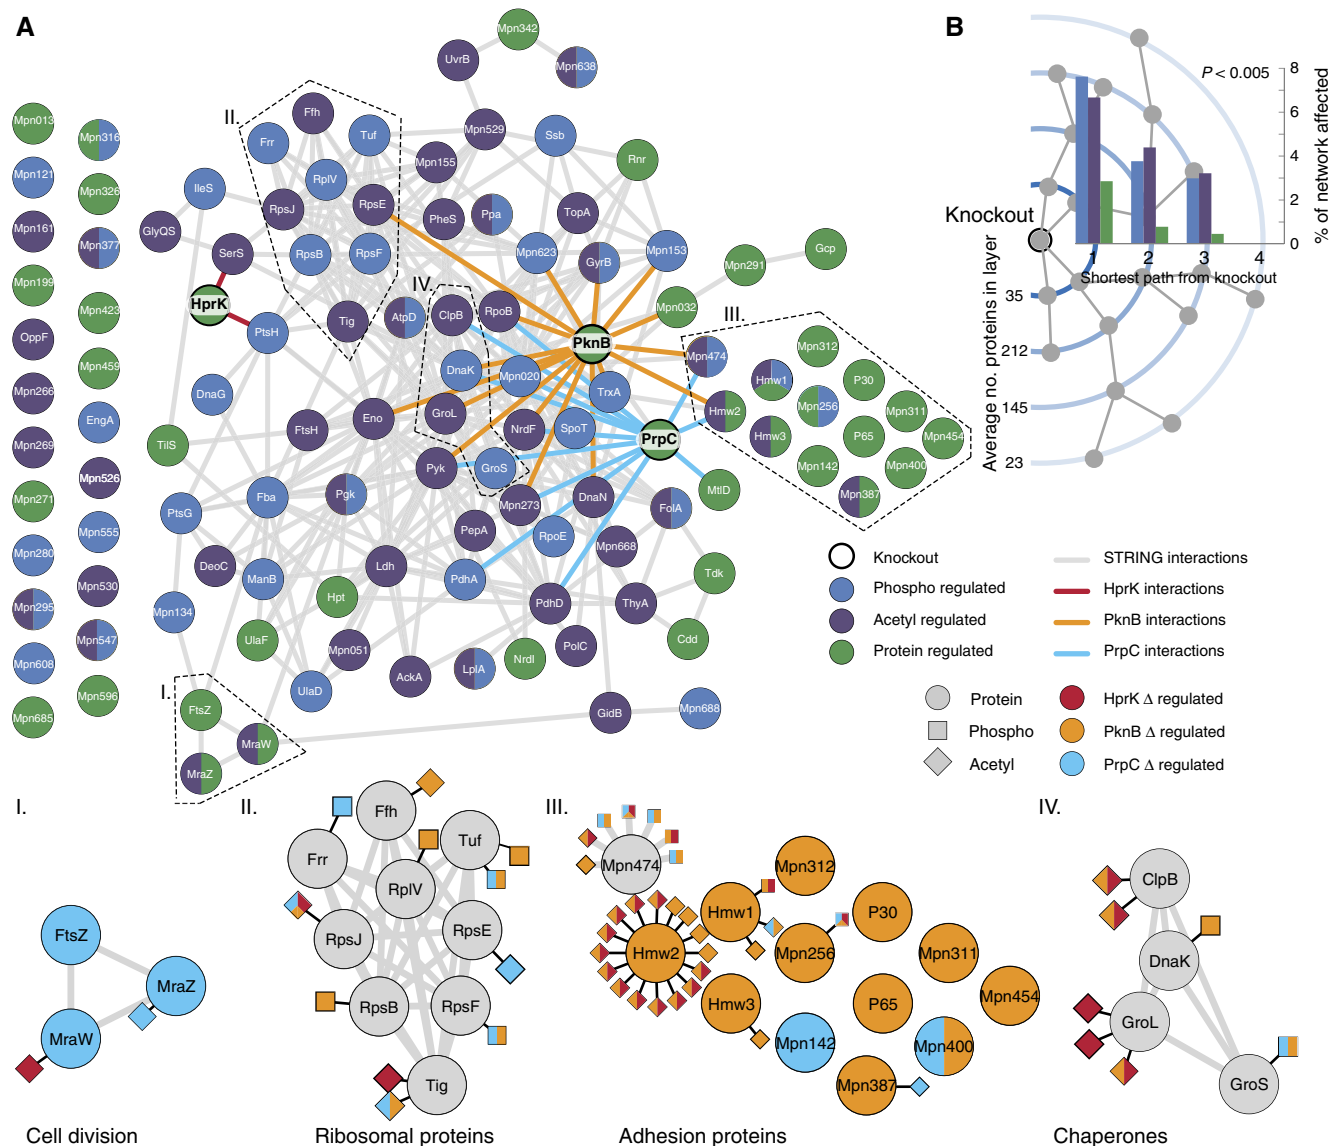 A
B
Mpn013
Mpn121
Mpn161
Mpn199
OppF
Mpn266
Mpn269
Mpn271
Mpn280
Mpn295
Mpn608
Mpn685
Mpn316
Mpn326
Mpn377
Mpn423
Mpn459
EngA
Mpn526
Mpn555
Mpn530
Mpn547
Mpn596
Mpn342
UvrB
Mpn638
II.
Ffh
Frr
Tuf
Mpn529
Ssb
Mpn155
Rnr
RplV
IleS
RpsJ
RpsE
PheS
Ppa
TopA
GlyQS
SerS
RpsB
RpsF
Mpn623
GyrB
Mpn153
Mpn291
Gcp
HprK
PtsH
Tig
AtpD
IV.
ClpB
RpoB
Mpn032
PknB
III.
Mpn474
Mpn312
DnaK
Mpn020
TrxA
Hmw1
P30
DnaG
GroL
Hmw2
Mpn256
Mpn311
Eno
FtsH
NrdF
SpoT
PrpC
Hmw3
P65
Mpn454
TilS
Pyk
GroS
Mpn142
Mpn400
MtlD
Mpn387
Fba
Pgk
Mpn273
DnaN
FolA
PtsG
PepA
RpoE
Mpn668
DeoC
ManB
Ldh
PdhA
Tdk
Hpt
PdhD
ThyA
Mpn134
UlaF
Mpn051
NrdI
PolC
Cdd
AckA
LplA
UlaD
I.
FtsZ
MraW
MraZ
GidB
Mpn688
P < 0.005
8
6
4
2
0
% of network affected
Knockout
1
2
3
4
Shortest path from knockout
35
212
145
23
Average no. proteins in layer
Knockout
Phospho regulated
Acetyl regulated
Protein regulated
STRING interactions
HprK interactions
PknB interactions
PrpC interactions
Protein
Phospho
Acetyl
HprK Δ regulated
PknB Δ regulated
PrpC Δ regulated
I.
FtsZ
MraZ
MraW
Cell division
II.
Ffh
Frr
Tuf
RplV
RpsJ
RpsE
RpsB
RpsF
Tig
Ribosomal proteins
III.
Mpn474
Mpn312
Hmw1
P30
Hmw2
Mpn256
Mpn311
Hmw3
P65
Mpn454
Mpn142
Mpn400
Mpn387
Adhesion proteins
IV.
ClpB
DnaK
GroL
GroS
Chaperones